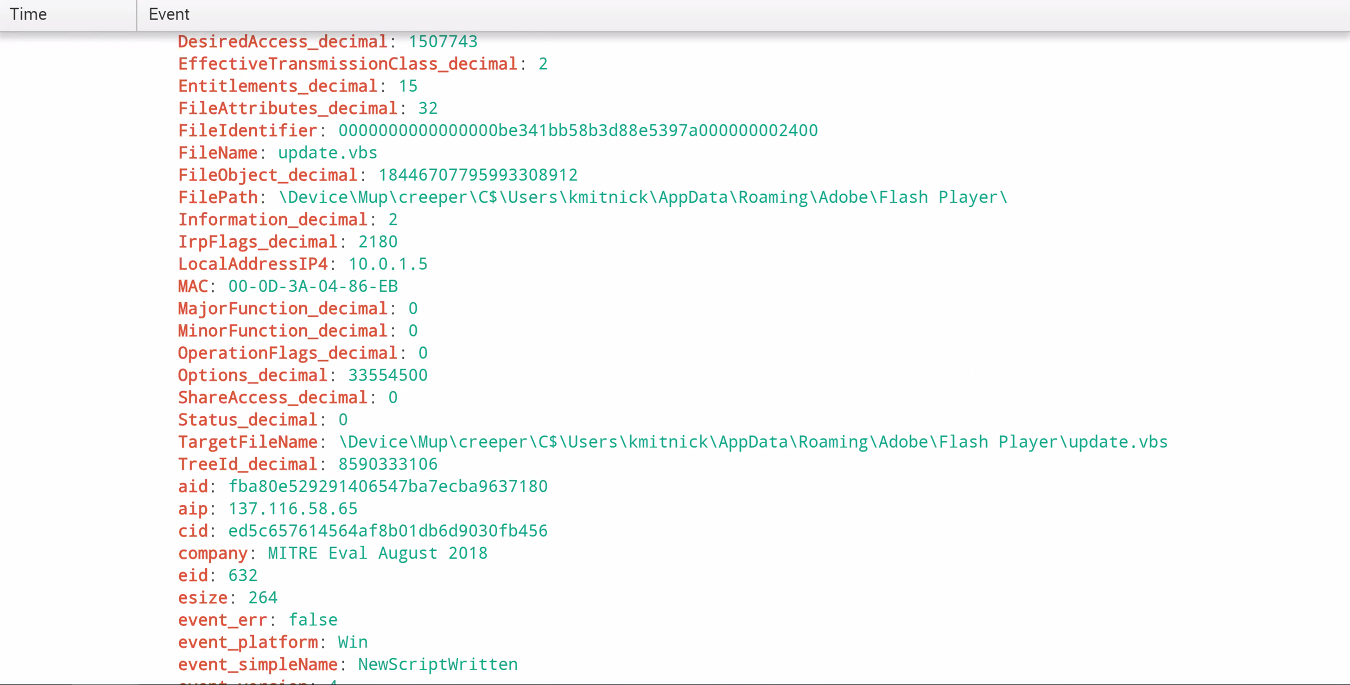 Time Event
DesiredAccess_decimal: 1507743
EffectiveTransmissionClass_decimal: 2
Entitlements_decimal: 15
FileAttributes_decimal: 32
FileIdentifier: 0000000000000000be341bb58b3d88e5397a000000002400
FileName: update.vbs
FileObject_decimal: 18446707795993308912
FilePath: \Device\Mup\creeper\C$\Users\kmitnick\AppData\Roaming\Adobe\Flash Player\
Information_decimal: 2
IrpFlags_decimal: 2180
LocalAddressIP4: 10.0.1.5
MAC: 00-0D-3A-04-86-EB
MajorFunction_decimal: 0
MinorFunction_decimal: 0
OperationFlags_decimal: 0
Options_decimal: 33554500
ShareAccess_decimal: 0
Status_decimal: 0
TargetFileName: \Device\Mup\creeper\C$\Users\kmitnick\AppData\Roaming\Adobe\Flash Player\update.vbs
TreeId_decimal: 8590333106
aid: fba80e529291406547ba7ecba9637180
aip: 137.116.58.65
cid: ed5c657614564af8b01db6d9030fb456
company: MITRE Eval August 2018
eid: 632
esize: 264
event_err: false
event_platform: Win
event_simpleName: NewScriptWritten